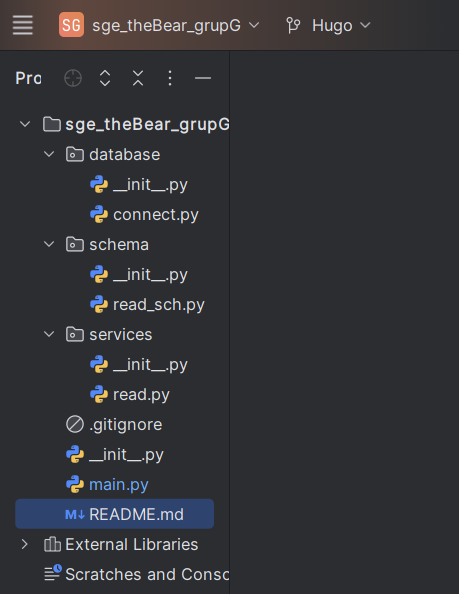 SG sge_theBear_grupG Hugo
Pro
sge_theBear_grupG
database
__init__.py
connect.py
schema
__init__.py
read_sch.py
services
__init__.py
read.py
.gitignore
__init__.py
main.py
M↓ README.md
External Libraries
Scratches and Consc